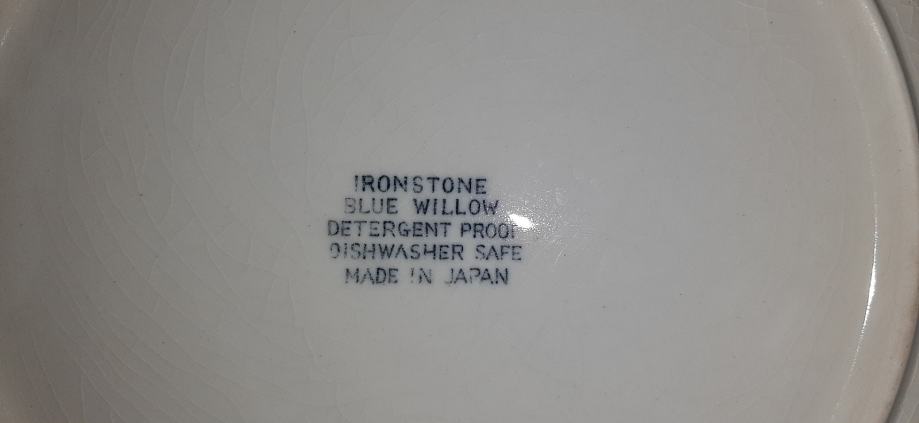 IRONSTONE
BLUE WILLOW
DETERGENT PROOF
DISHWASHER SAFE
MADE IN JAPAN